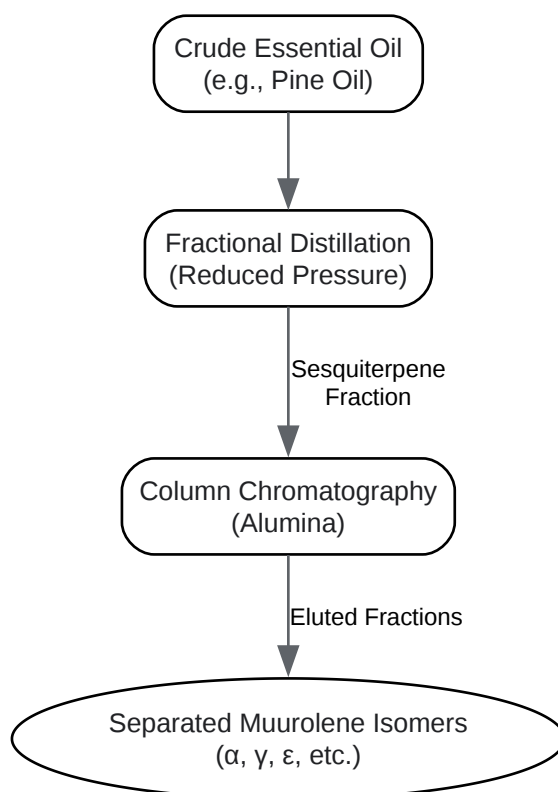 Crude Essential Oil
(e.g., Pine Oil)
Fractional Distillation
(Reduced Pressure)
Sesquiterpene
Fraction
Column Chromatography
(Alumina)
Eluted Fractions
Separated Muurolene Isomers
(α, γ, ε, etc.)